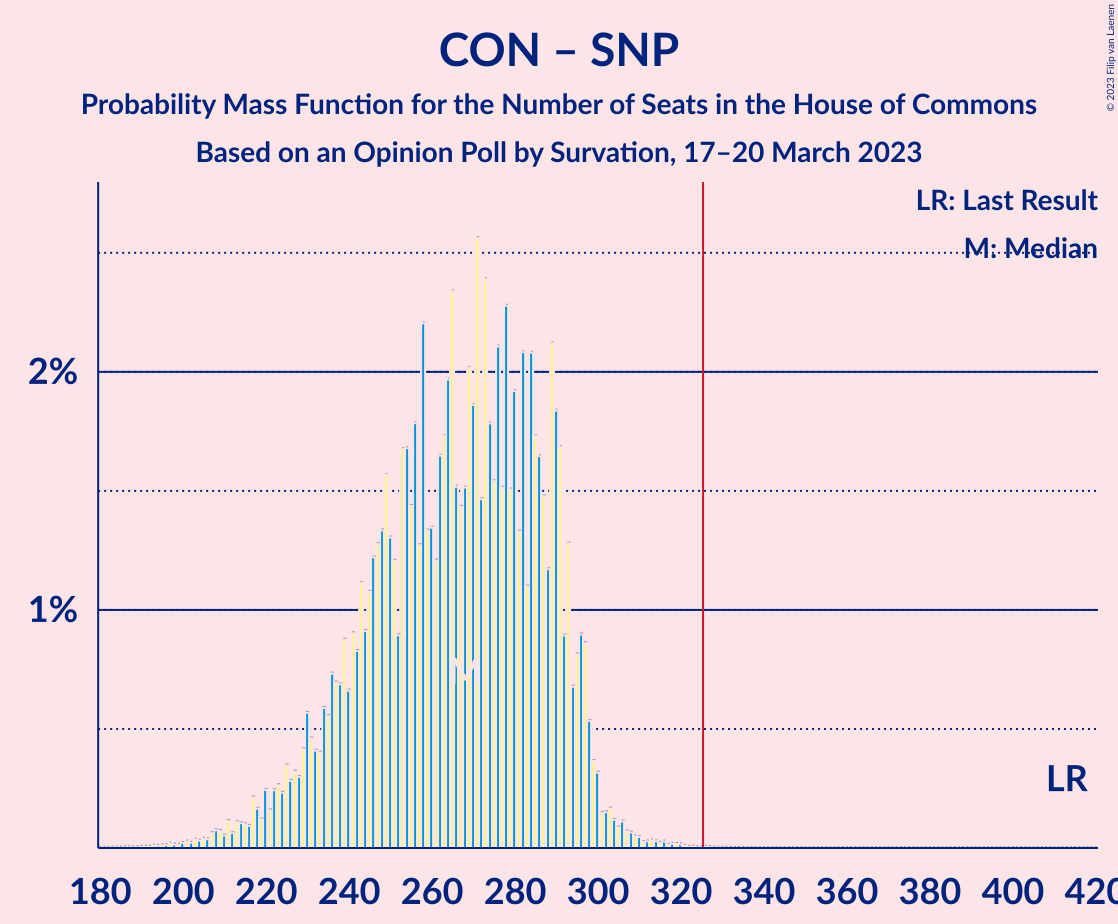 CON – SNP
Probability Mass Function for the Number of Seats in the House of Commons
Based on an Opinion Poll by Survation, 17–20 March 2023
© 2023 Filip van Laenen
LR: Last Result
M: Median
2%
1%
M
LR
180 200 220 240 260 280 300 320 340 360 380 400 420